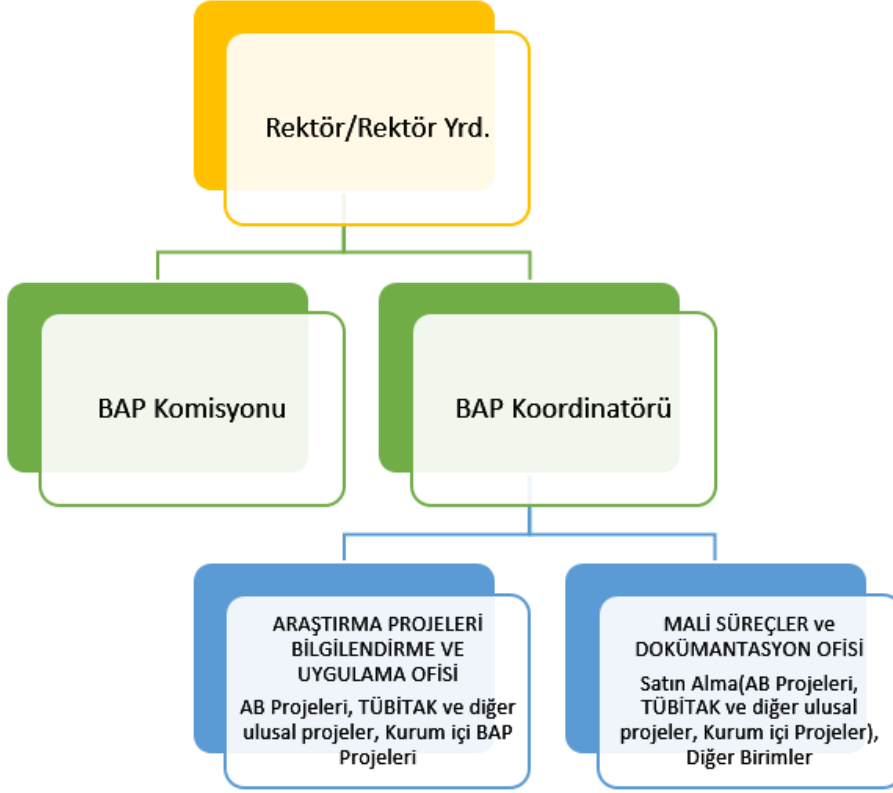 Rektör/Rektör Yrd.
BAP Komisyonu
BAP Koordinatörü
ARAŞTIRMA PROJELERİ
BİLGİLENDİRME VE
UYGULAMA OFİSİ
AB Projeleri, TÜBİTAK ve diğer
ulusal projeler, Kurum içi BAP
Projeleri
MALİ SÜREÇLER ve
DOKÜMANTASYON OFİSİ
Satın Alma(AB Projeleri,
TÜBİTAK ve diğer ulusal
projeler, Kurum içi Projeler),
Diğer Birimler